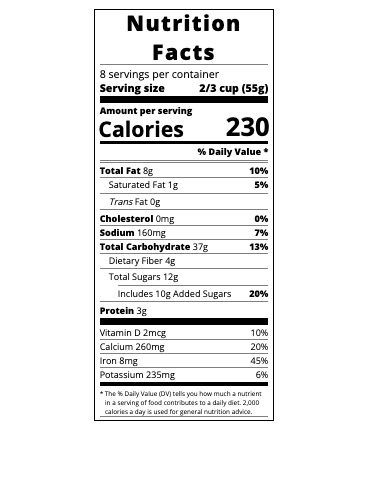 Nutrition
Facts
8 servings per container
Serving size 2/3 cup (55g)
Amount per serving
Calories 230
% Daily Value *
Total Fat 8g 10%
Saturated Fat 1g 5%
Trans Fat 0g
Cholesterol 0mg 0%
Sodium 160mg 7%
Total Carbohydrate 37g 13%
Dietary Fiber 4g
Total Sugars 12g
Includes 10g Added Sugars 20%
Protein 3g
Vitamin D 2mcg 10%
Calcium 260mg 20%
Iron 8mg 45%
Potassium 235mg 6%
* The % Daily Value (DV) tells you how much a nutrient
in a serving of food contributes to a daily diet. 2,000
calories a day is used for general nutrition advice.